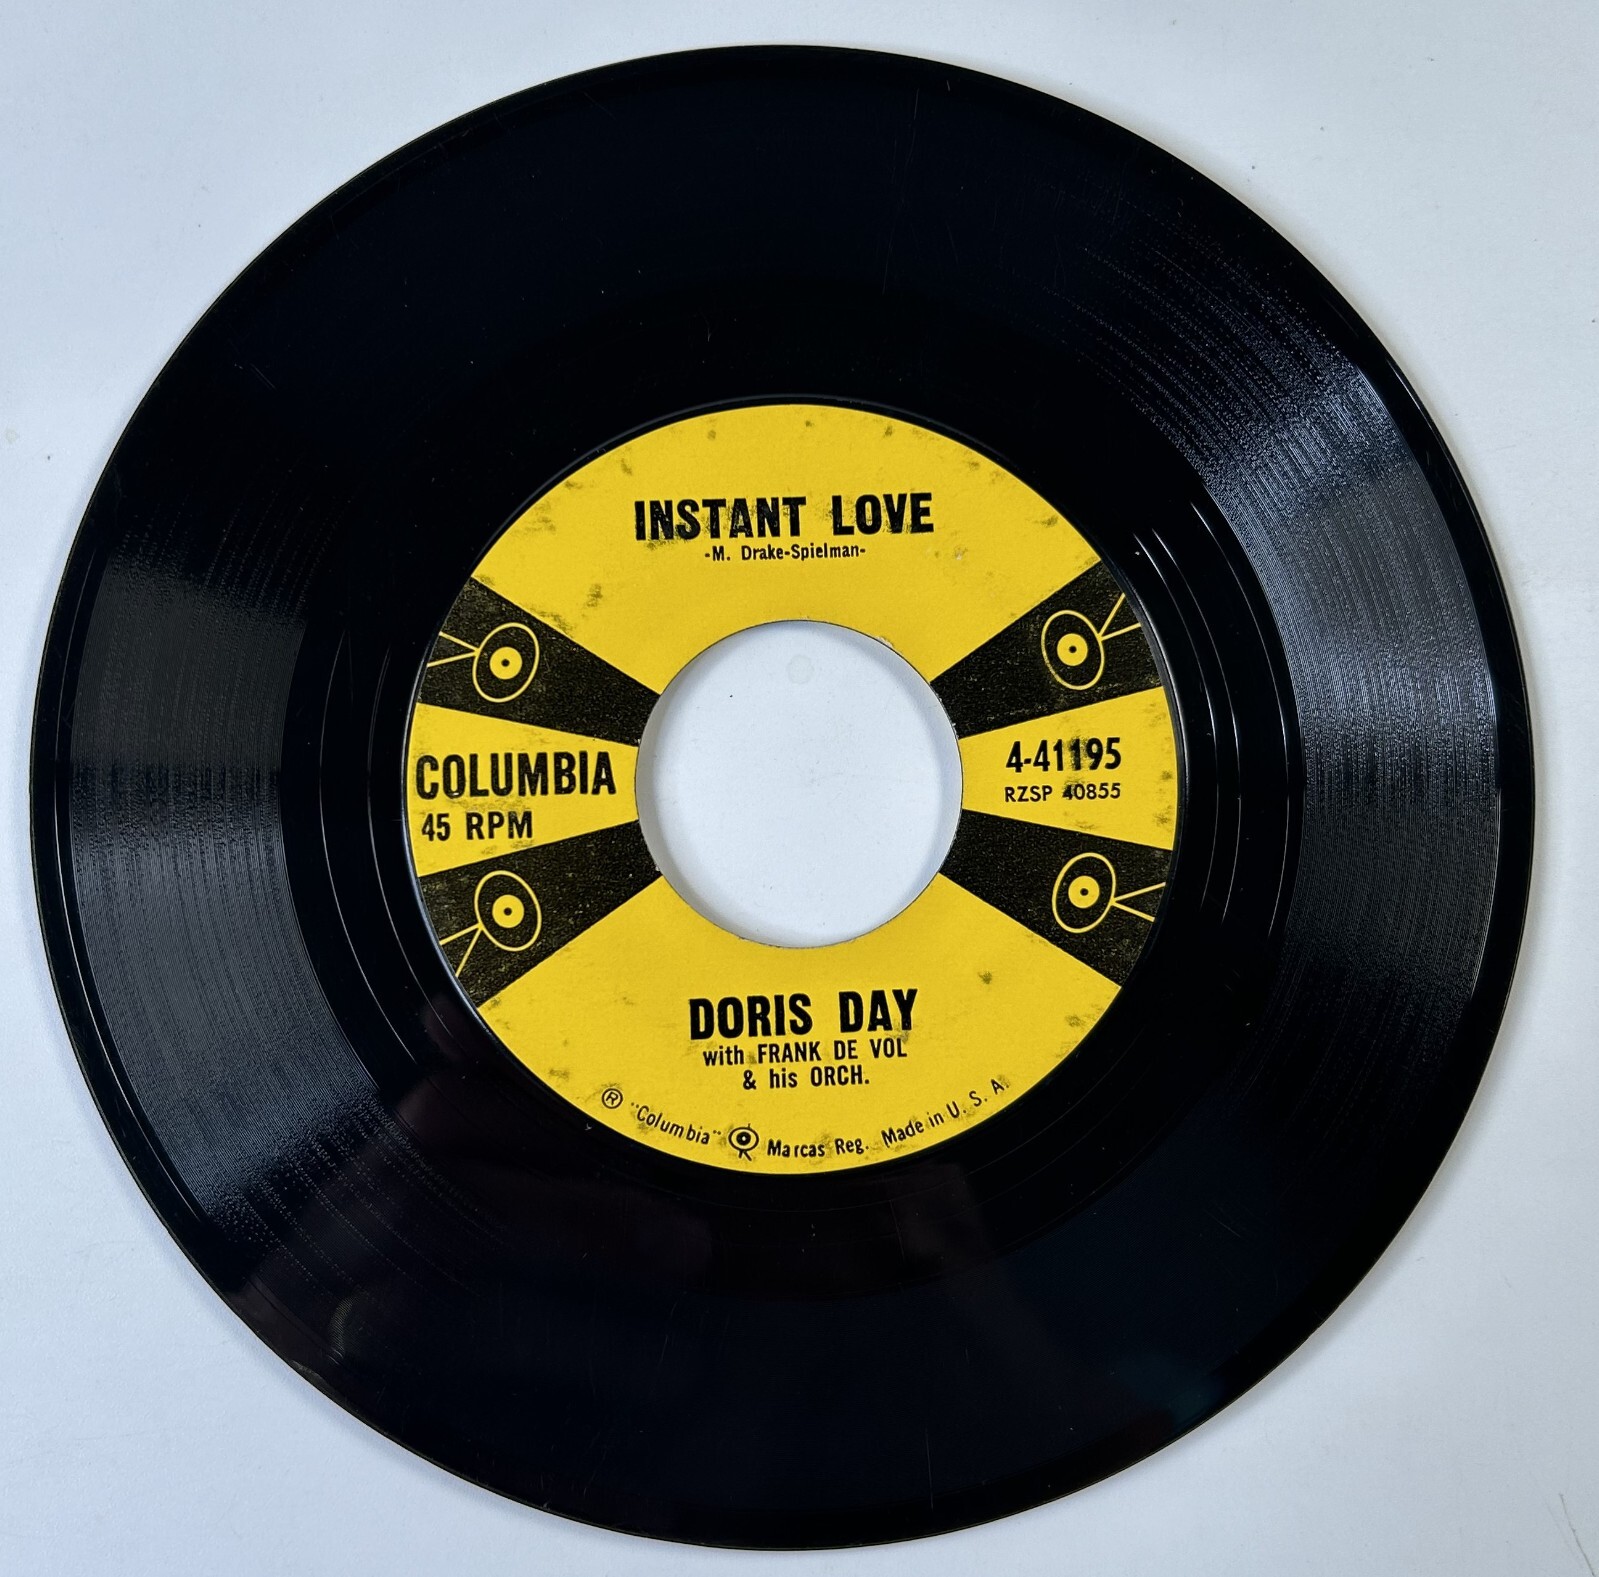 INSTANT LOVE
-M. Drake-Spielman-
COLUMBIA
45 RPM
4-41195
RZSP 40855
DORIS DAY
with FRANK DE VOL
& his ORCH.
® "Columbia" Marcas Reg. Made in U. S. A.